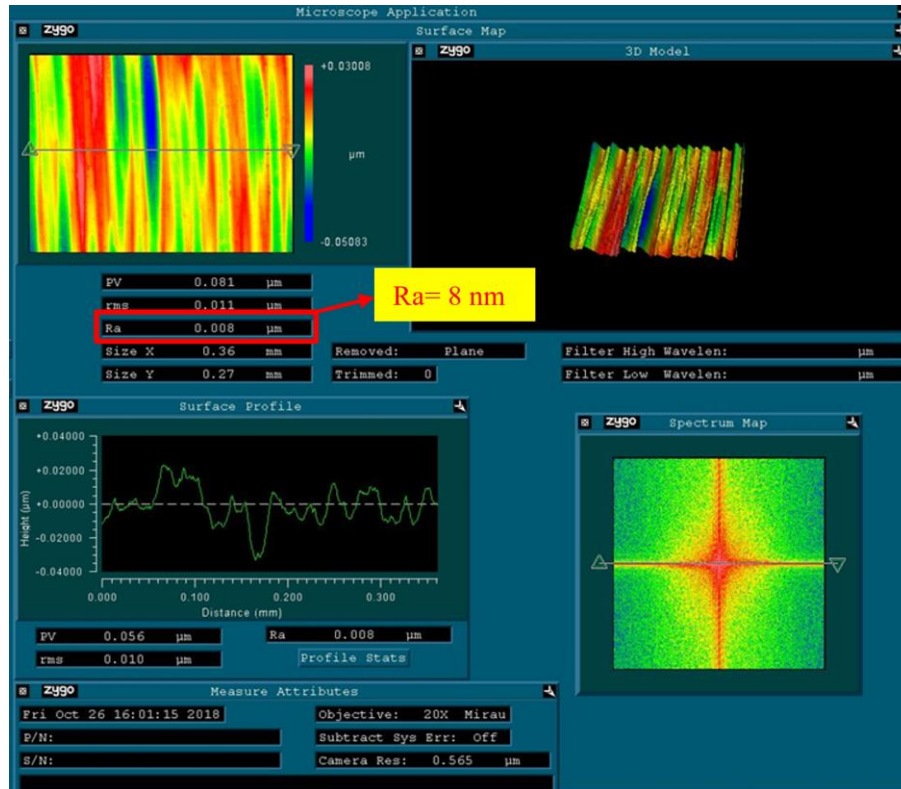 Microscope Application
zygo Surface Map
zygo 3D Model
+0.03008
µm
-0.05083
PV 0.081 µm
rms 0.011 µm
Ra 0.008 µm
Size X 0.36 mm
Size Y 0.27 mm
Ra= 8 nm
Removed: Plane
Trimmed: 0
Filter High Wavelen: µm
Filter Low Wavelen: µm
zygo Surface Profile
+0.04000
+0.02000
+0.00000
-0.02000
-0.04000
Height (µm)
0.000 0.100 0.200 0.300
Distance (mm)
PV 0.056 µm
rms 0.010 µm
Ra 0.008 µm
Profile Stats
zygo Spectrum Map
zygo Measure Attributes
Fri Oct 26 16:01:15 2018
P/N:
S/N:
Objective: 20X Mirau
Subtract Sys Err: Off
Camera Res: 0.565 µm